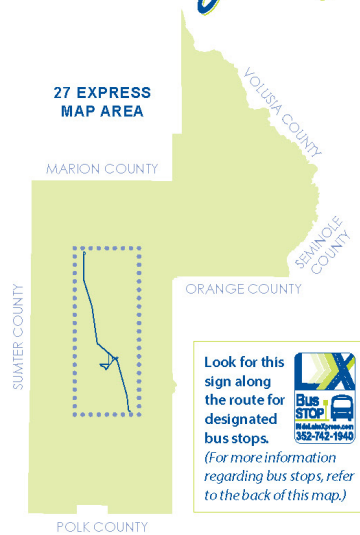 27 EXPRESS
MAP AREA
VOLUSIA COUNTY
MARION COUNTY
SEMINOLE
COUNTY
ORANGE COUNTY
SUMTER COUNTY
Look for this
sign along
the route for
designated
bus stops.
(For more information
regarding bus stops, refer
to the back of this map.)
LX
BUS
STOP
RideLakeXpress.com
352-742-1940
POLK COUNTY